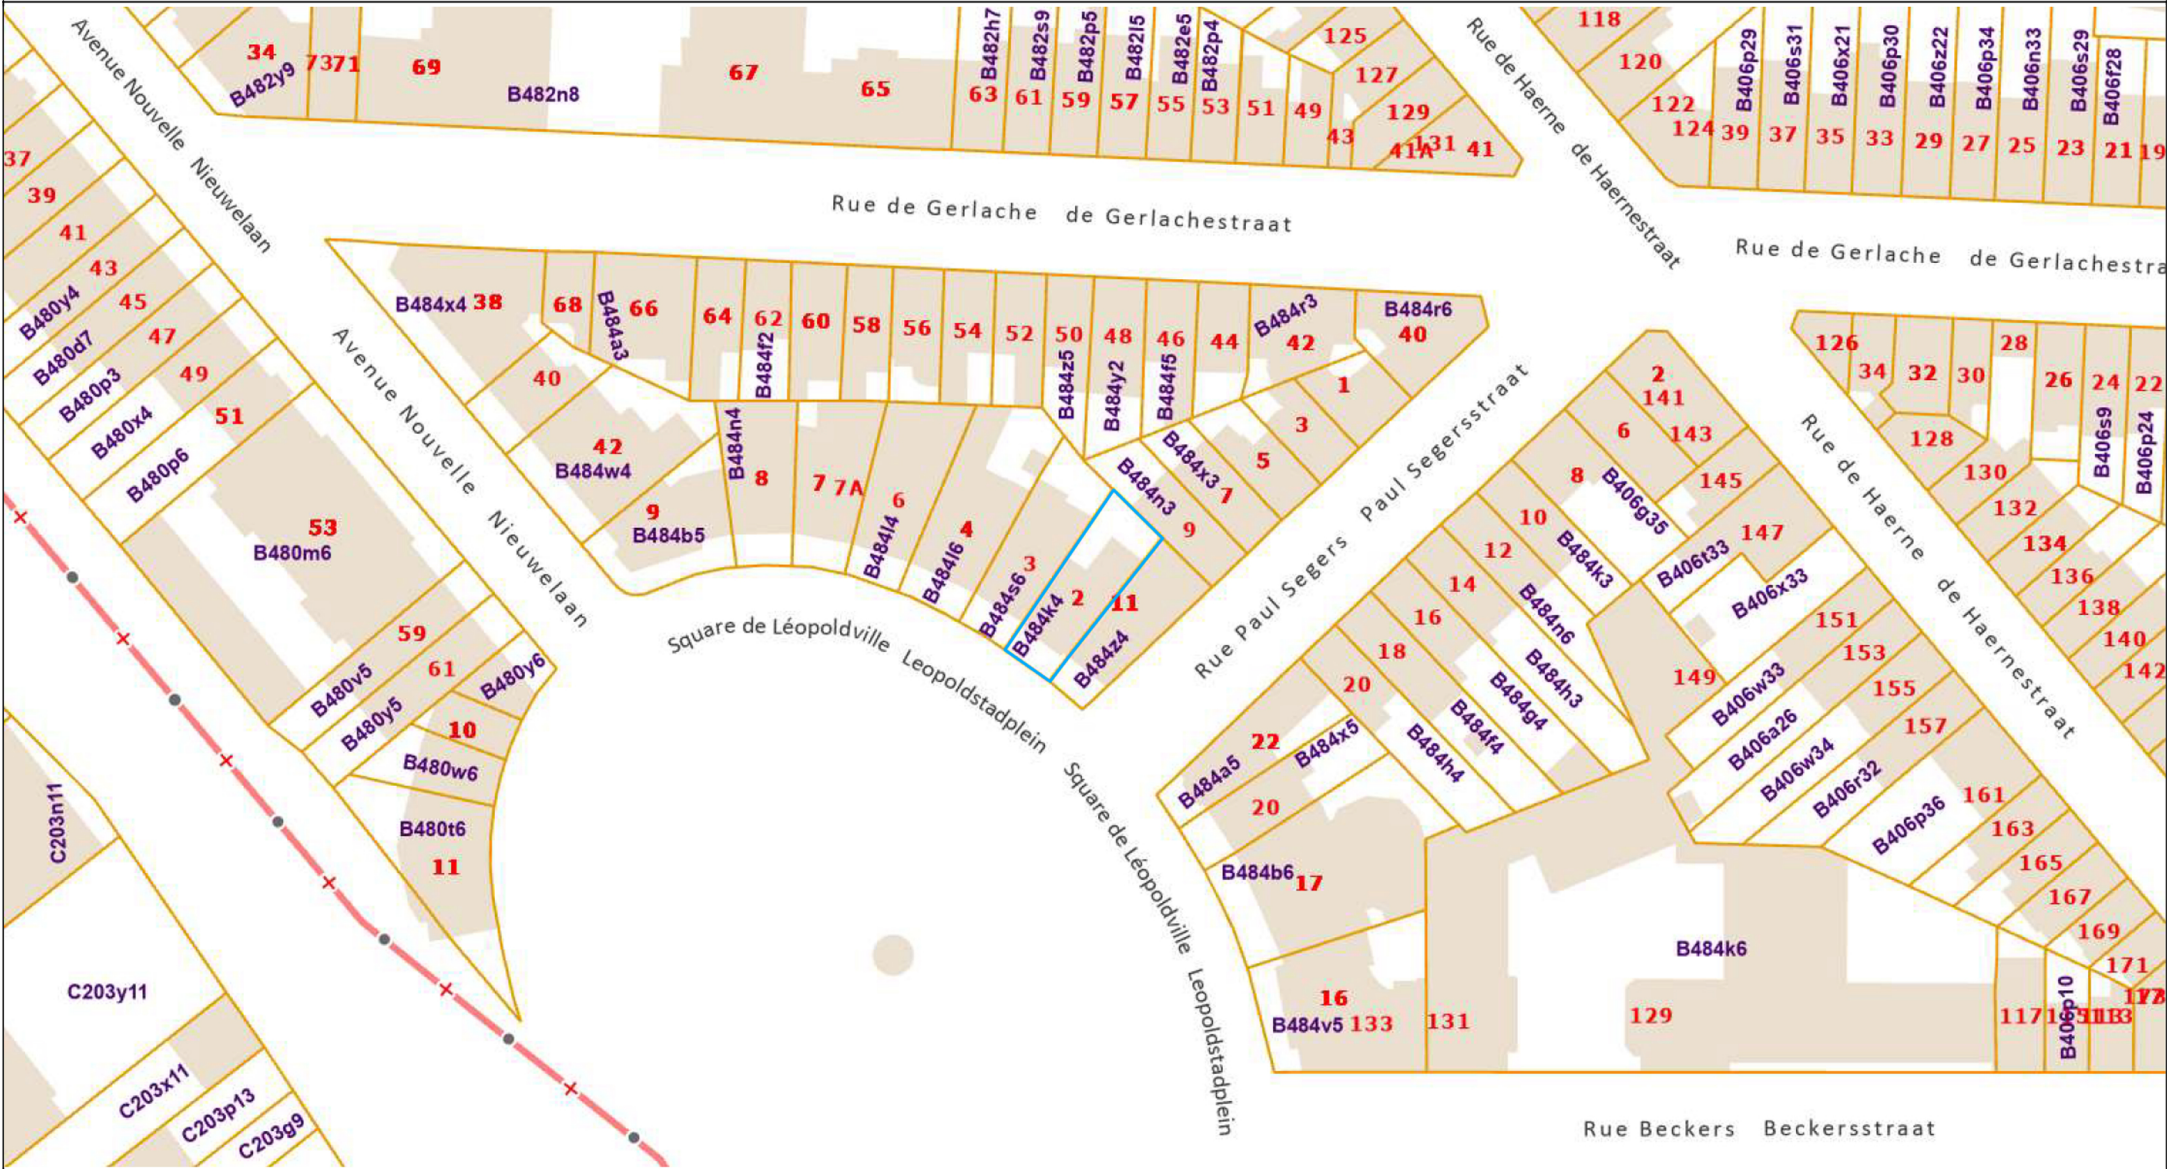 Avenue Nouvelle Nieuwelaan
34
B482y9
73
71
69
B482n8
67
65
B482h7
B482s9
B482p5
B482l5
B482e5
B482p4
63
61
59
57
55
53
51
49
43
125
127
129
131
41A
41
Rue de Haerne de Haernestraat
118
120
122
124
B406p29
B406s31
B406x21
B406p30
B406z22
B406p34
B406n33
B406s29
B406f28
39
37
35
33
29
27
25
23
21
19
Rue de Gerlache de Gerlachestraat
Rue de Gerlache de Gerlachestra
37
39
41
43
B480y4
45
B480d7
47
B480p3
49
B480x4
51
B480p6
53
B480m6
B484x4 38
68
B484a3
66
64
62
B484f2
60
58
56
54
52
50
B484z5
48
B484y2
46
B484f5
44
B484r3
42
B484r6
40
Avenue Nouvelle Nieuwelaan
40
42
B484w4
9
B484b5
B484n4
8
7
7A
6
B484l4
4
B484l6
3
B484s6
2
B484k4
11
B484z4
B484n3
9
B484x3
7
5
3
1
Rue Paul Segers Paul Segersstraat
Square de Léopoldville Leopoldstadplein
2
141
6
143
8
145
B406g35
10
147
B406t33
12
B484k3
B406x33
14
B484n6
16
B484h3
18
B484g4
20
B484f4
B484h4
22
B484a5
B484x5
20
B484b6
17
16
B484v5
133
131
129
B484k6
149
151
153
B406w33
155
B406a26
157
B406w34
B406r32
161
B406p36
163
165
167
169
171
117
B406p10
113
126
34
32
30
28
26
24
22
B406s9
B406p24
128
130
132
134
136
138
140
142
Rue de Haerne de Haernestraat
59
B480v5
61
B480y5
B480y6
10
B480w6
B480t6
11
C203n11
C203y11
C203x11
C203p13
C203g9
Square de Léopoldville Leopoldstadplein
Rue Beckers Beckersstraat